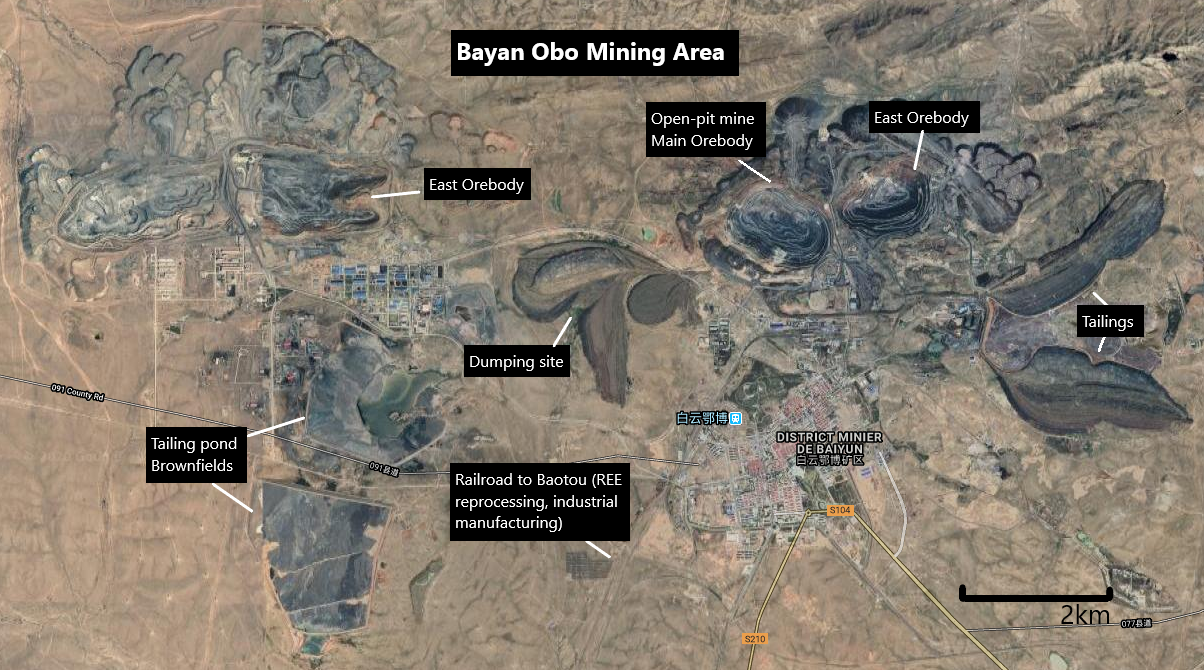 Bayan Obo Mining Area
Open-pit mine
Main Orebody
East Orebody
East Orebody
Tailings
Dumping site
091 County Rd
白云鄂博
DISTRICT MINIER
DE BAIYUN
白云鄂博矿区
Tailing pond
Brownfields
091县道
Railroad to Baotou (REE
reprocessing, industrial
manufacturing)
S104
2km
077县道
S210